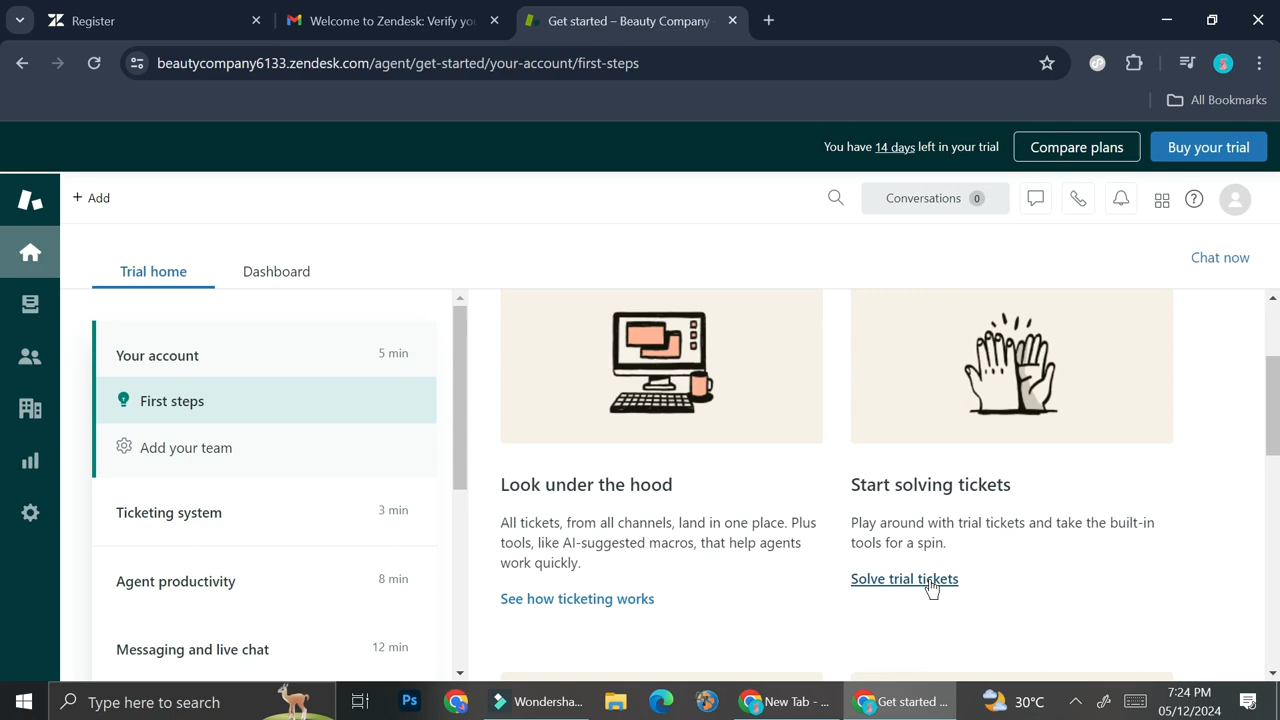 Register
Welcome to Zendesk: Verify you
Get started – Beauty Company
beautycompany6133.zendesk.com/agent/get-started/your-account/first-steps
All Bookmarks
You have 14 days left in your trial
Compare plans
Buy your trial
+ Add
Conversations 0
Trial home
Dashboard
Chat now
Your account
5 min
First steps
Add your team
Ticketing system
3 min
Agent productivity
8 min
Messaging and live chat
12 min
Look under the hood
All tickets, from all channels, land in one place. Plus
tools, like AI-suggested macros, that help agents
work quickly.
See how ticketing works
Start solving tickets
Play around with trial tickets and take the built-in
tools for a spin.
Solve trial tickets
Type here to search
Ps
Wondersha...
New Tab - ...
Get started ...
30°C
7:24 PM
05/12/2024